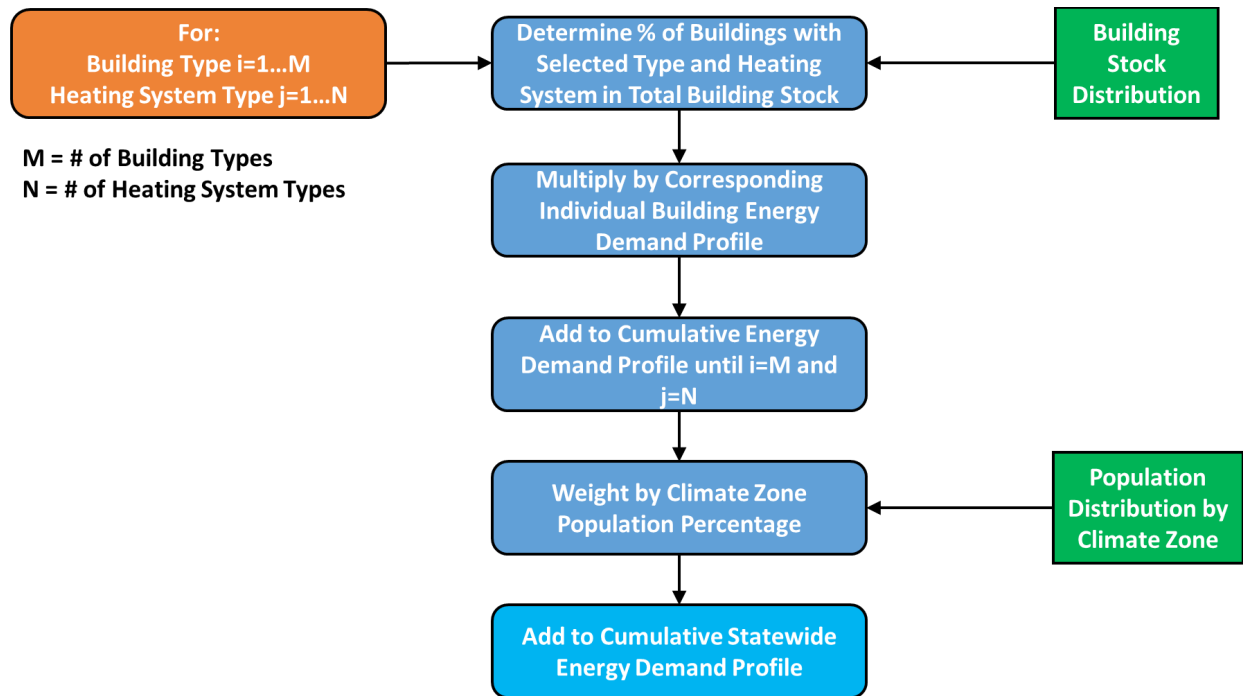 For:
Building Type i=1...M
Heating System Type j=1...N
M = # of Building Types
N = # of Heating System Types
Determine % of Buildings with
Selected Type and Heating
System in Total Building Stock
Building
Stock
Distribution
Multiply by Corresponding
Individual Building Energy
Demand Profile
Add to Cumulative Energy
Demand Profile until i=M and
j=N
Weight by Climate Zone
Population Percentage
Population
Distribution by
Climate Zone
Add to Cumulative Statewide
Energy Demand Profile